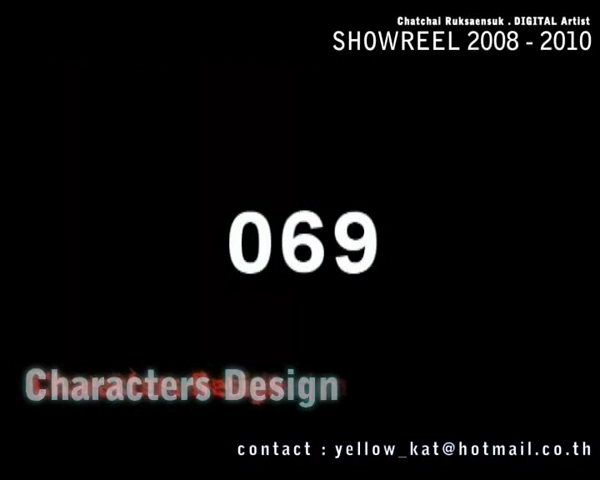 Chatchai Ruksaensuk . DIGITAL Artist
SHOWREEL 2008 - 2010
069
Characters Design
contact : yellow_kat@hotmail.co.th